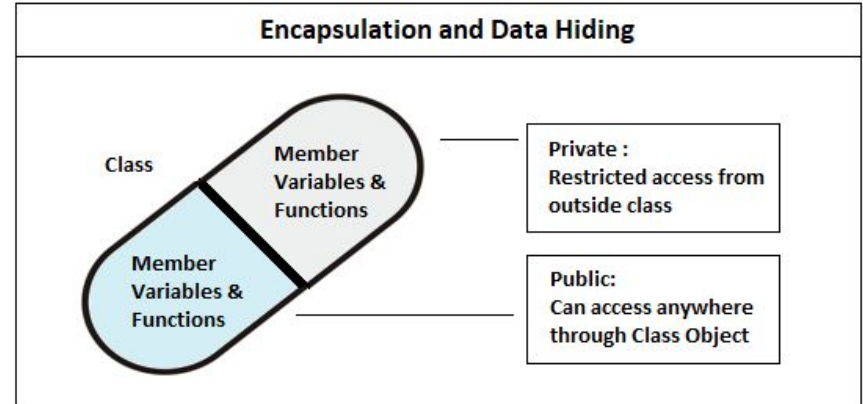 Encapsulation and Data Hiding
Class
Member
Variables &
Functions
Private :
Restricted access from
outside class
Member
Variables &
Functions
Public:
Can access anywhere
through Class Object